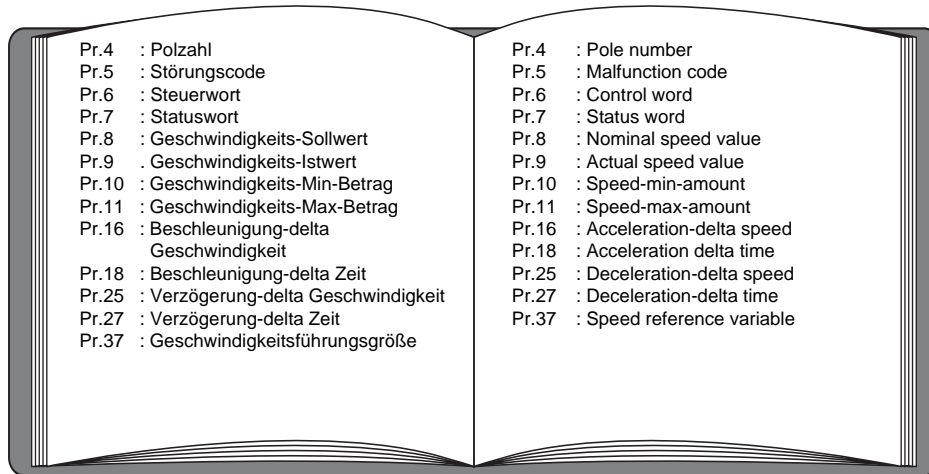 Pr.4 : Polzahl
Pr.5 : Störungscode
Pr.6 : Steuerwort
Pr.7 : Statuswort
Pr.8 : Geschwindigkeits-Sollwert
Pr.9 . Geschwindigkeits-Istwert
Pr.10 : Geschwindigkeits-Min-Betrag
Pr.11 : Geschwindigkeits-Max-Betrag
Pr.16 : Beschleunigung-delta
Geschwindigkeit
Pr.18 : Beschleunigung-delta Zeit
Pr.25 : Verzögerung-delta Geschwindigkeit
Pr.27 : Verzögerung-delta Zeit
Pr.37 : Geschwindigkeitsführungsgröße
Pr.4 : Pole number
Pr.5 : Malfunction code
Pr.6 : Control word
Pr.7 : Status word
Pr.8 : Nominal speed value
Pr.9 : Actual speed value
Pr.10 : Speed-min-amount
Pr.11 : Speed-max-amount
Pr.16 : Acceleration-delta speed
Pr.18 : Acceleration delta time
Pr.25 : Deceleration-delta speed
Pr.27 : Deceleration-delta time
Pr.37 : Speed reference variable